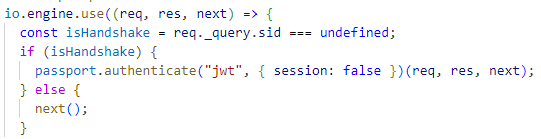 io.engine.use((req, res, next) => {
  const isHandshake = req._query.sid === undefined;
  if (isHandshake) {
    passport.authenticate("jwt", { session: false })(req, res, next);
  } else {
    next();
  }